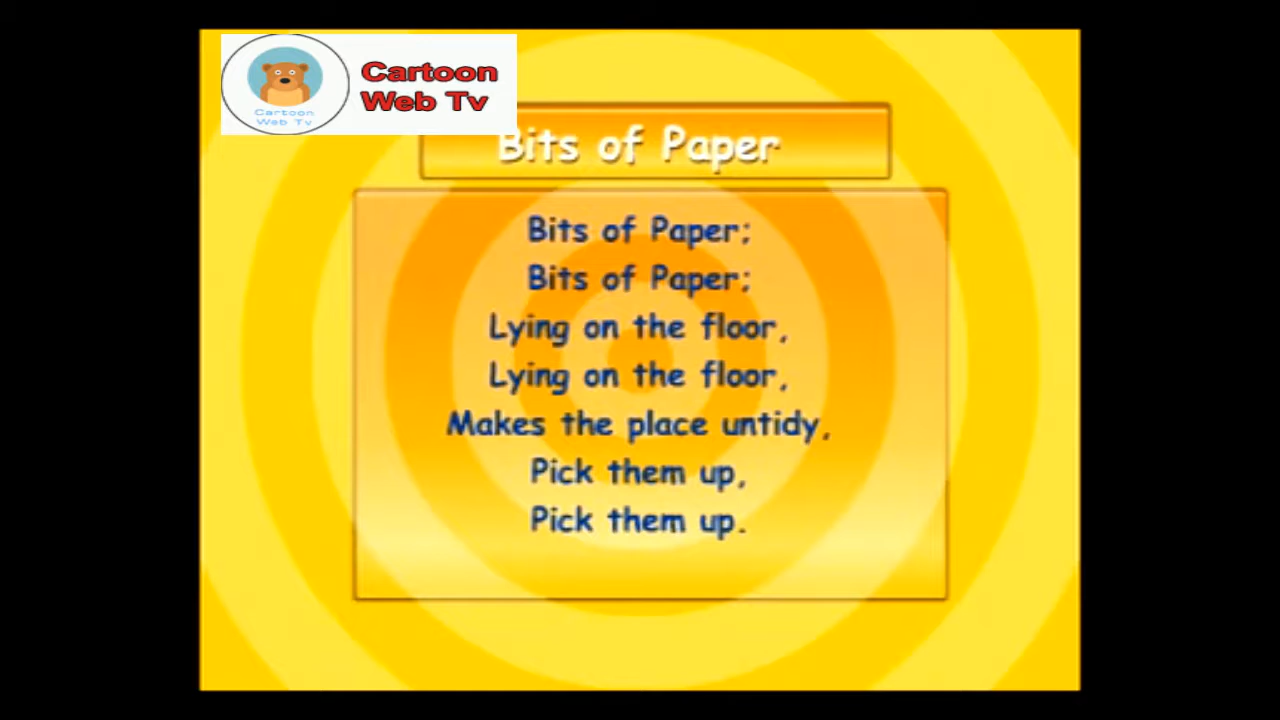 Cartoon
Web Tv
Cartoon
Web Tv
Bits of Paper
Bits of Paper;
Bits of Paper;
Lying on the floor,
Lying on the floor,
Makes the place untidy,
Pick them up,
Pick them up.